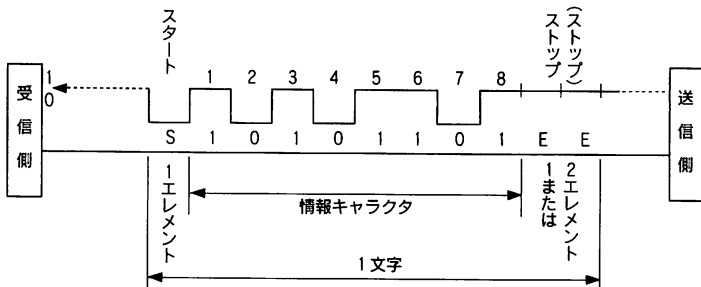 スタート
ストップ
(ストップ)
1 2 3 4 5 6 7 8
1
0
受信側
送信側
S 1 0 1 0 1 1 0 1 E E
1エレメント
情報キャラクタ
1または
2エレメント
1文字